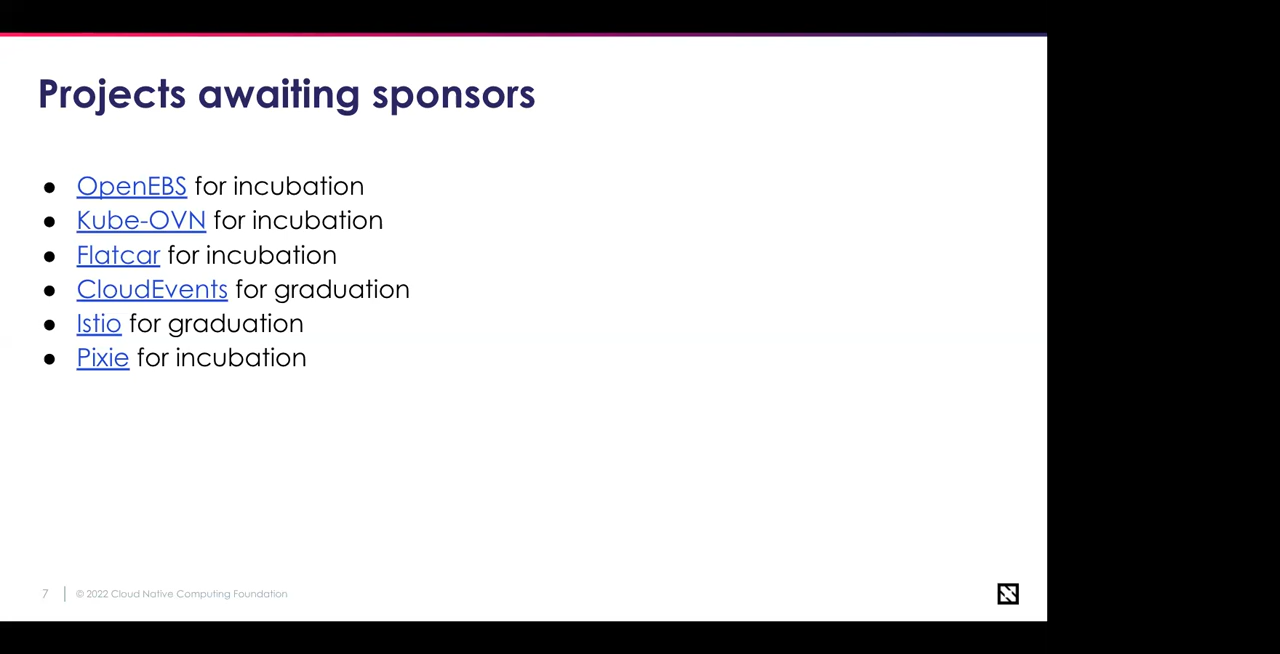 Projects awaiting sponsors
● OpenEBS for incubation
● Kube-OVN for incubation
● Flatcar for incubation
● CloudEvents for graduation
● Istio for graduation
● Pixie for incubation
7 | © 2022 Cloud Native Computing Foundation